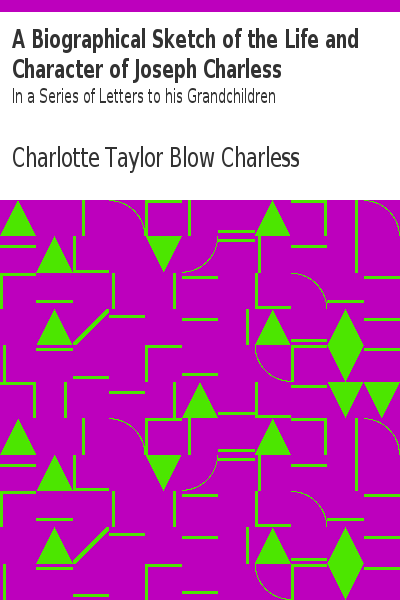 A Biographical Sketch of the Life and
Character of Joseph Charless
In a Series of Letters to his Grandchildren
Charlotte Taylor Blow Charless